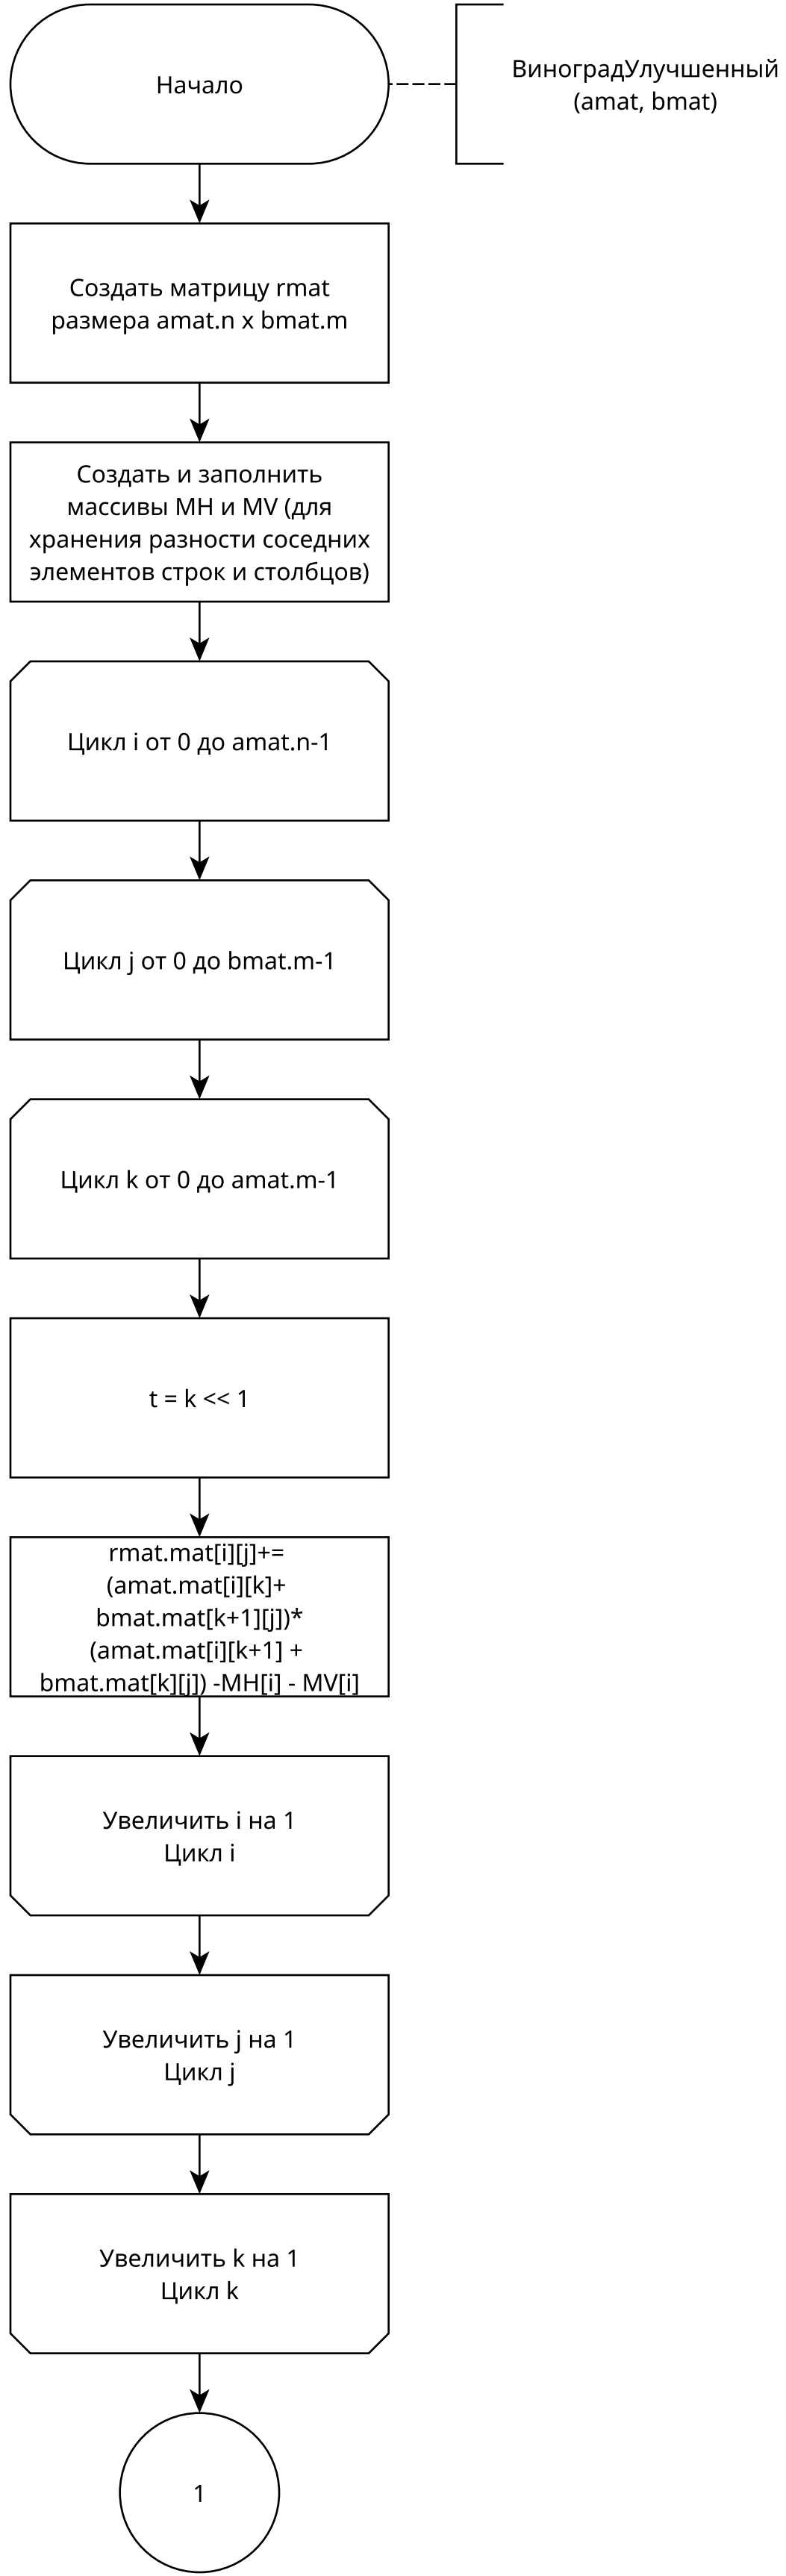 Начало
ВиноградУлучшенный
(amat, bmat)
Создать матрицу rmat
размера amat.n x bmat.m
Создать и заполнить
массивы MH и MV (для
хранения разности соседних
элементов строк и столбцов)
Цикл i от 0 до amat.n-1
Цикл j от 0 до bmat.m-1
Цикл k от 0 до amat.m-1
t = k << 1
rmat.mat[i][j]+=
(amat.mat[i][k]+
bmat.mat[k+1][j])*
(amat.mat[i][k+1] +
bmat.mat[k][j]) -MH[i] - MV[i]
Увеличить i на 1
Цикл i
Увеличить j на 1
Цикл j
Увеличить k на 1
Цикл k
1